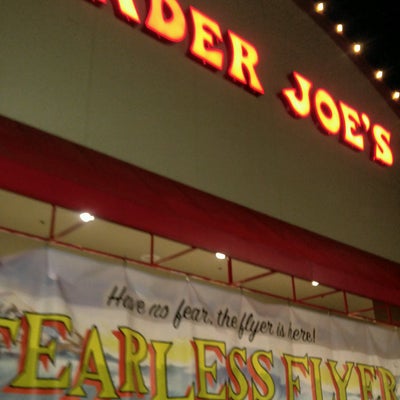 ADER JOE'S
Have no fear, the flyer is here!
FEARLESS FLYER